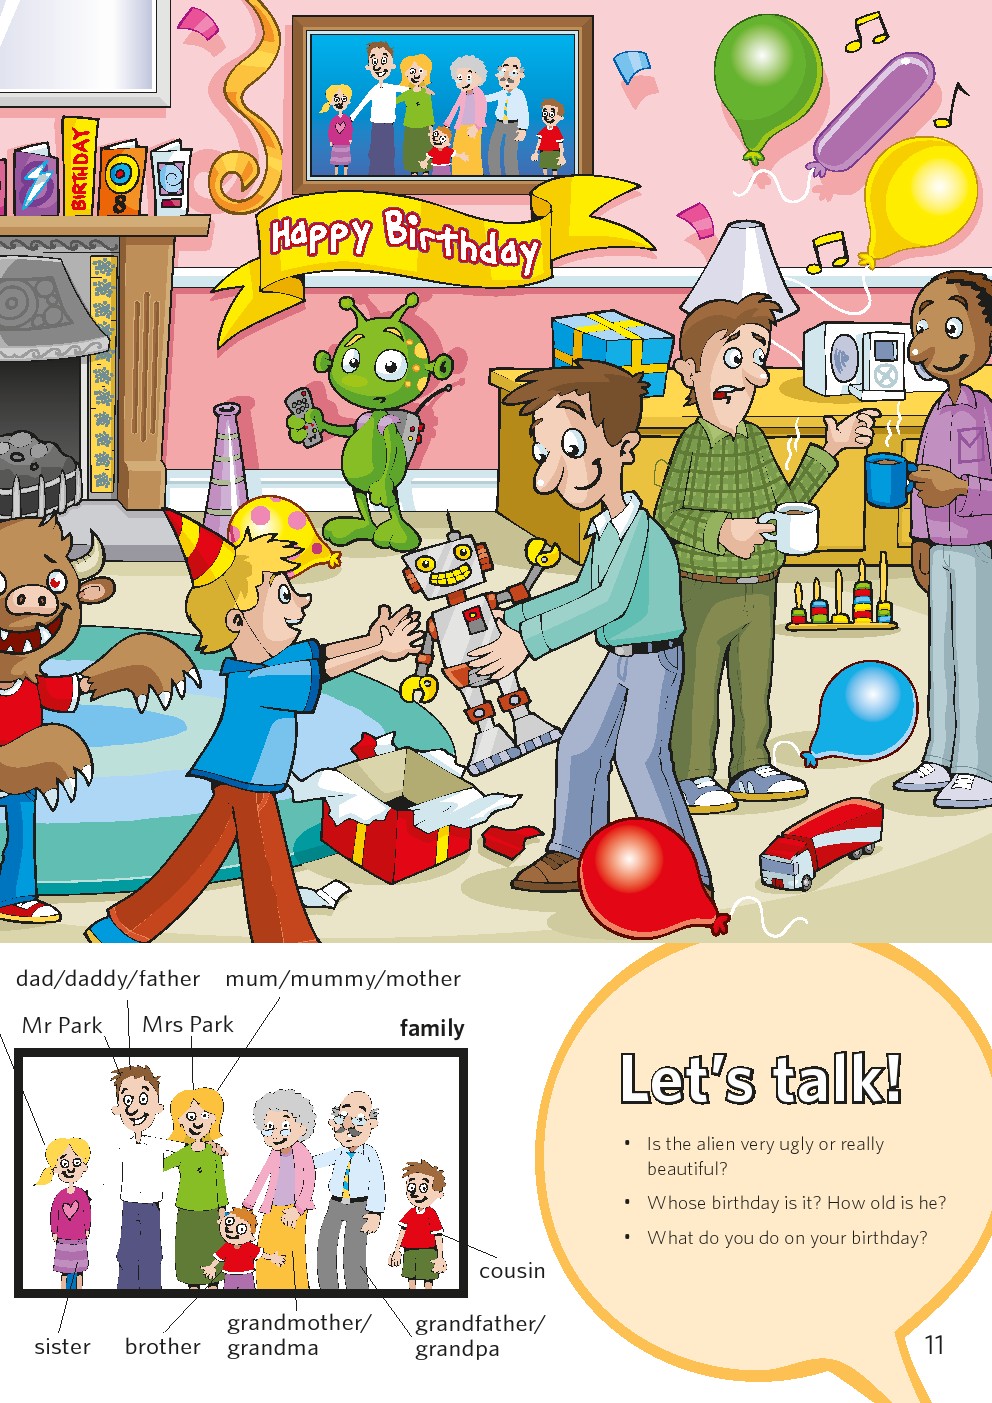 BIRTHDAY
8
Happy Birthday
dad/daddy/father
mum/mummy/mother
Mr Park
Mrs Park
family
sister
brother
grandmother/
grandma
grandfather/
grandpa
cousin
Let's talk!
• Is the alien very ugly or really
beautiful?
• Whose birthday is it? How old is he?
• What do you do on your birthday?
11